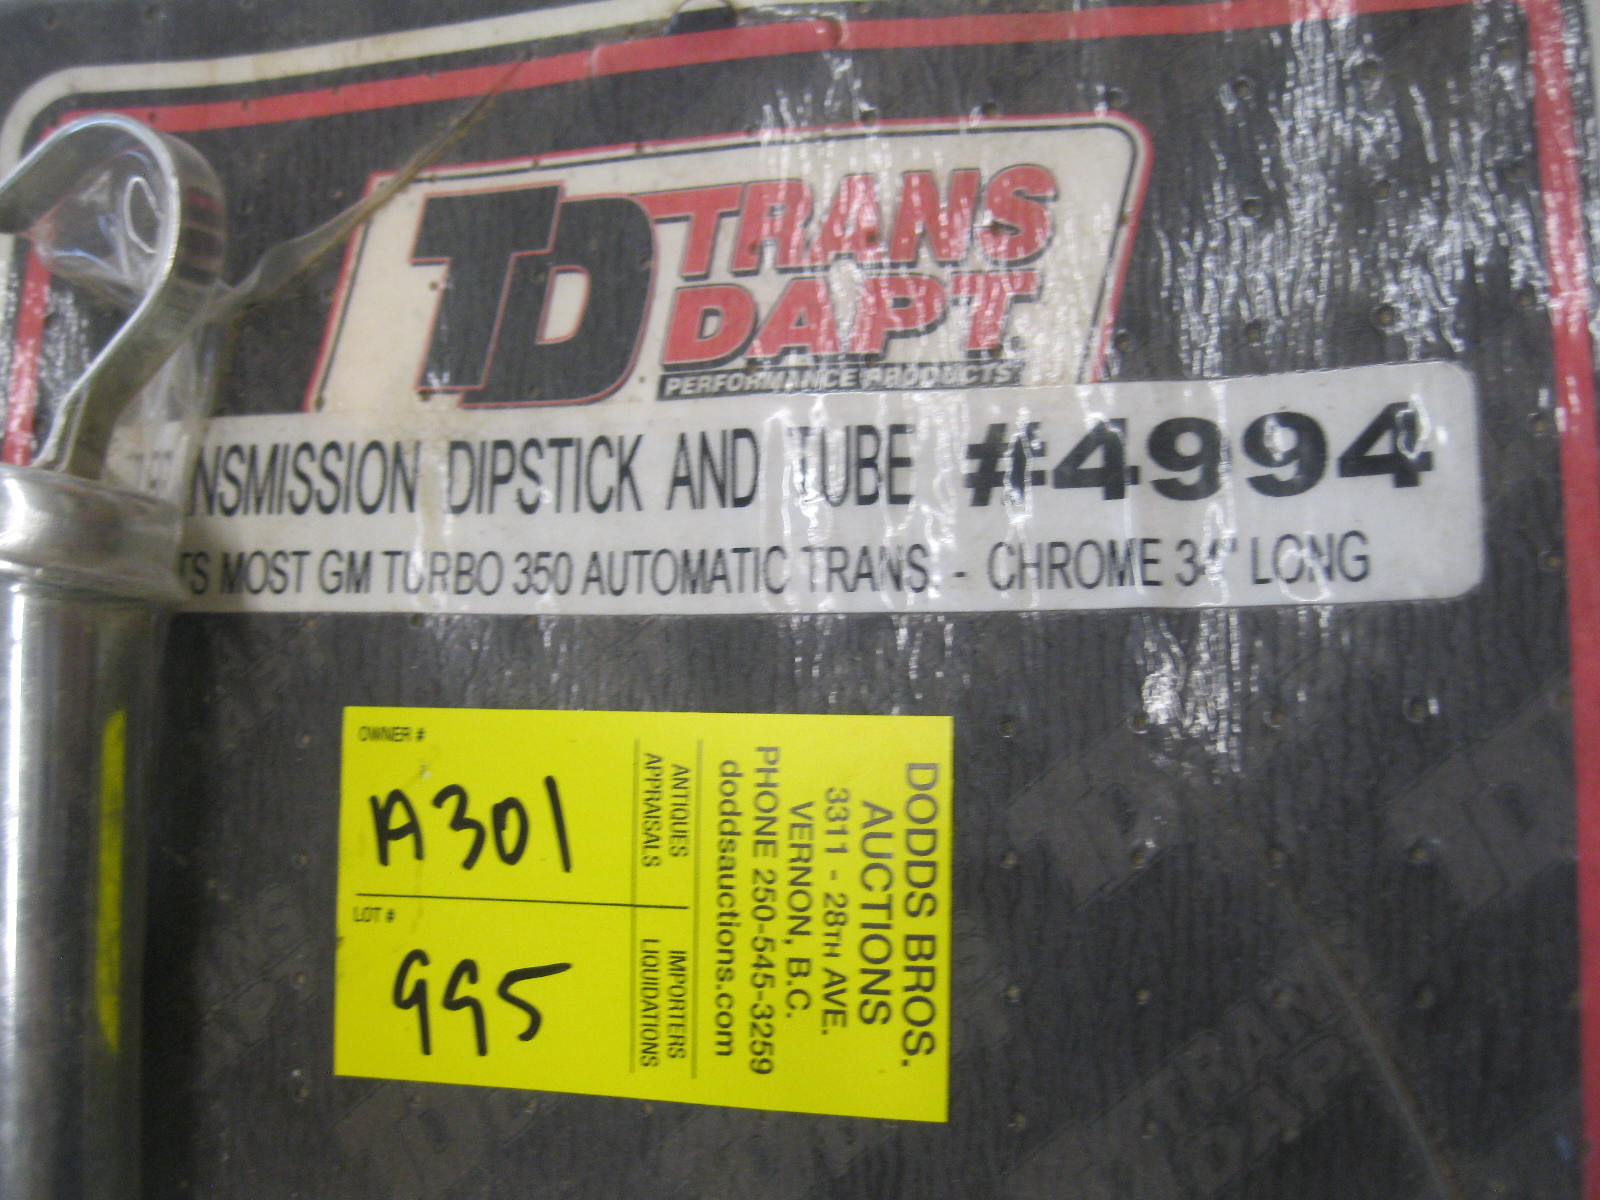 TD TRANS
DAPT
PERFORMANCE PRODUCTS
NSMISSION DIPSTICK AND TUBE #4994
TS MOST GM TURBO 350 AUTOMATIC TRANS. - CHROME 34" LONG
OWNER #
A301
LOT #
995
ANTIQUES
APPRAISALS
IMPORTERS
LIQUIDATIONS
DODDS BROS.
AUCTIONS
3311 - 28TH AVE.
VERNON, B.C.
PHONE 250-545-3259
doddsauctions.com